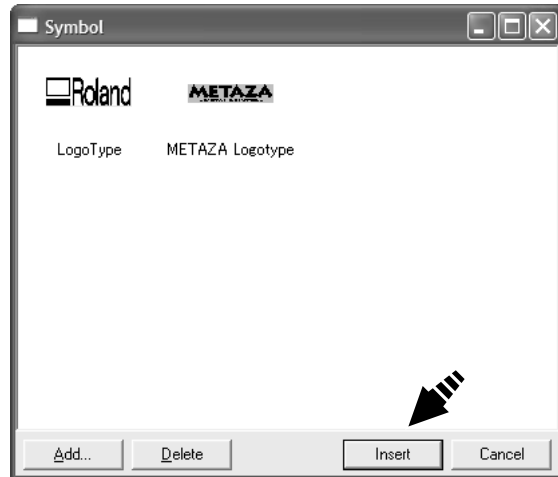 Symbol
Roland METAZA
LogoType METAZA Logotype
Add... Delete Insert Cancel